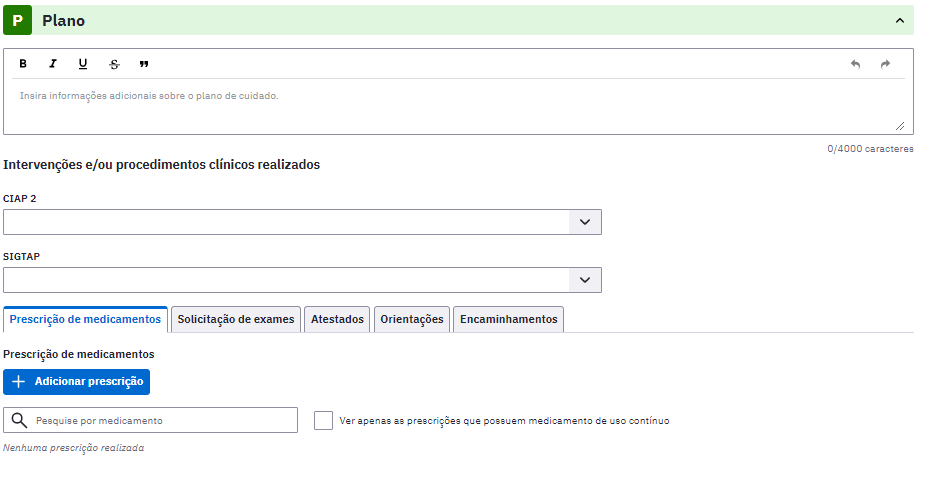 P Plano
B I U S
Insira informações adicionais sobre o plano de cuidado.
0/4000 caracteres
Intervenções e/ou procedimentos clínicos realizados
CIAP 2
SIGTAP
Prescrição de medicamentos Solicitação de exames Atestados Orientações Encaminhamentos
Prescrição de medicamentos
+ Adicionar prescrição
Pesquise por medicamento Ver apenas as prescrições que possuem medicamento de uso contínuo
Nenhuma prescrição realizada